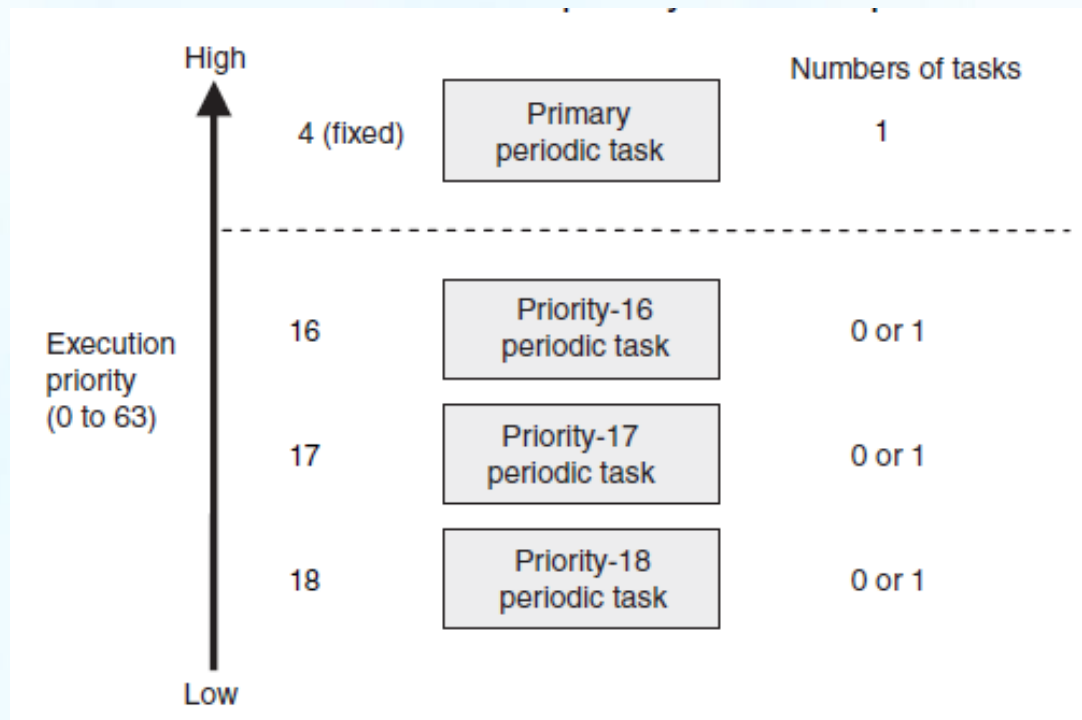 High
Numbers of tasks
4 (fixed)
Primary
periodic task
1
16
Priority-16
periodic task
0 or 1
Execution
priority
(0 to 63)
17
Priority-17
periodic task
0 or 1
18
Priority-18
periodic task
0 or 1
Low